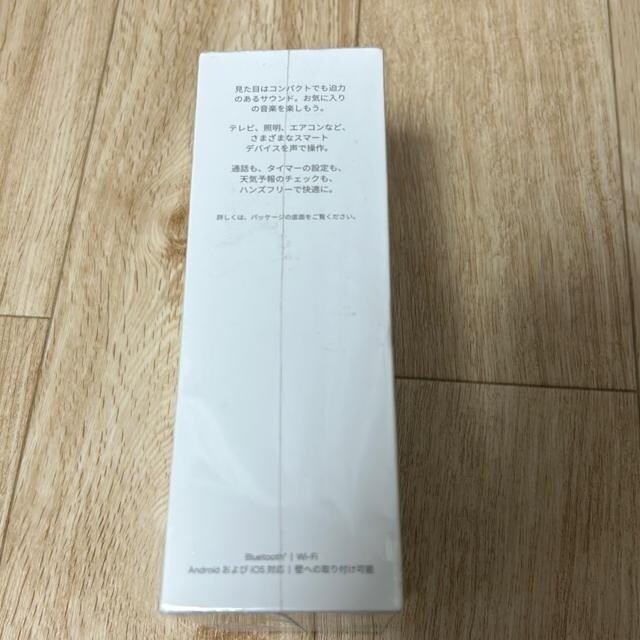 見た目はコンパクトでも迫力
のあるサウンド。お気に入り
の音楽を楽しもう。
テレビ、照明、エアコンなど、
さまざまなスマート
デバイスを声で操作。
通話も、タイマーの設定も、
天気予報のチェックも、
ハンズフリーで快適に。
詳しくは、パッケージの底面をご覧ください。
Bluetooth® | Wi-Fi
Android および iOS 対応 | 壁への取り付け可能